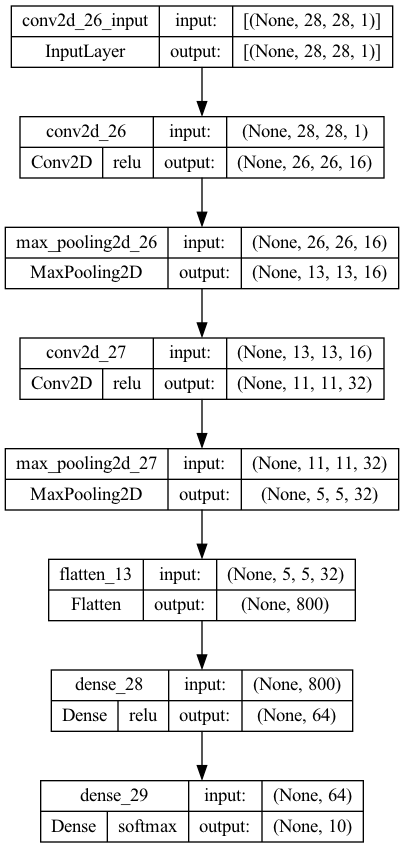 conv2d_26_input input: [(None, 28, 28, 1)]
InputLayer output: [(None, 28, 28, 1)]
conv2d_26 input: (None, 28, 28, 1)
Conv2D relu output: (None, 26, 26, 16)
max_pooling2d_26 input: (None, 26, 26, 16)
MaxPooling2D output: (None, 13, 13, 16)
conv2d_27 input: (None, 13, 13, 16)
Conv2D relu output: (None, 11, 11, 32)
max_pooling2d_27 input: (None, 11, 11, 32)
MaxPooling2D output: (None, 5, 5, 32)
flatten_13 input: (None, 5, 5, 32)
Flatten output: (None, 800)
dense_28 input: (None, 800)
Dense relu output: (None, 64)
dense_29 input: (None, 64)
Dense softmax output: (None, 10)